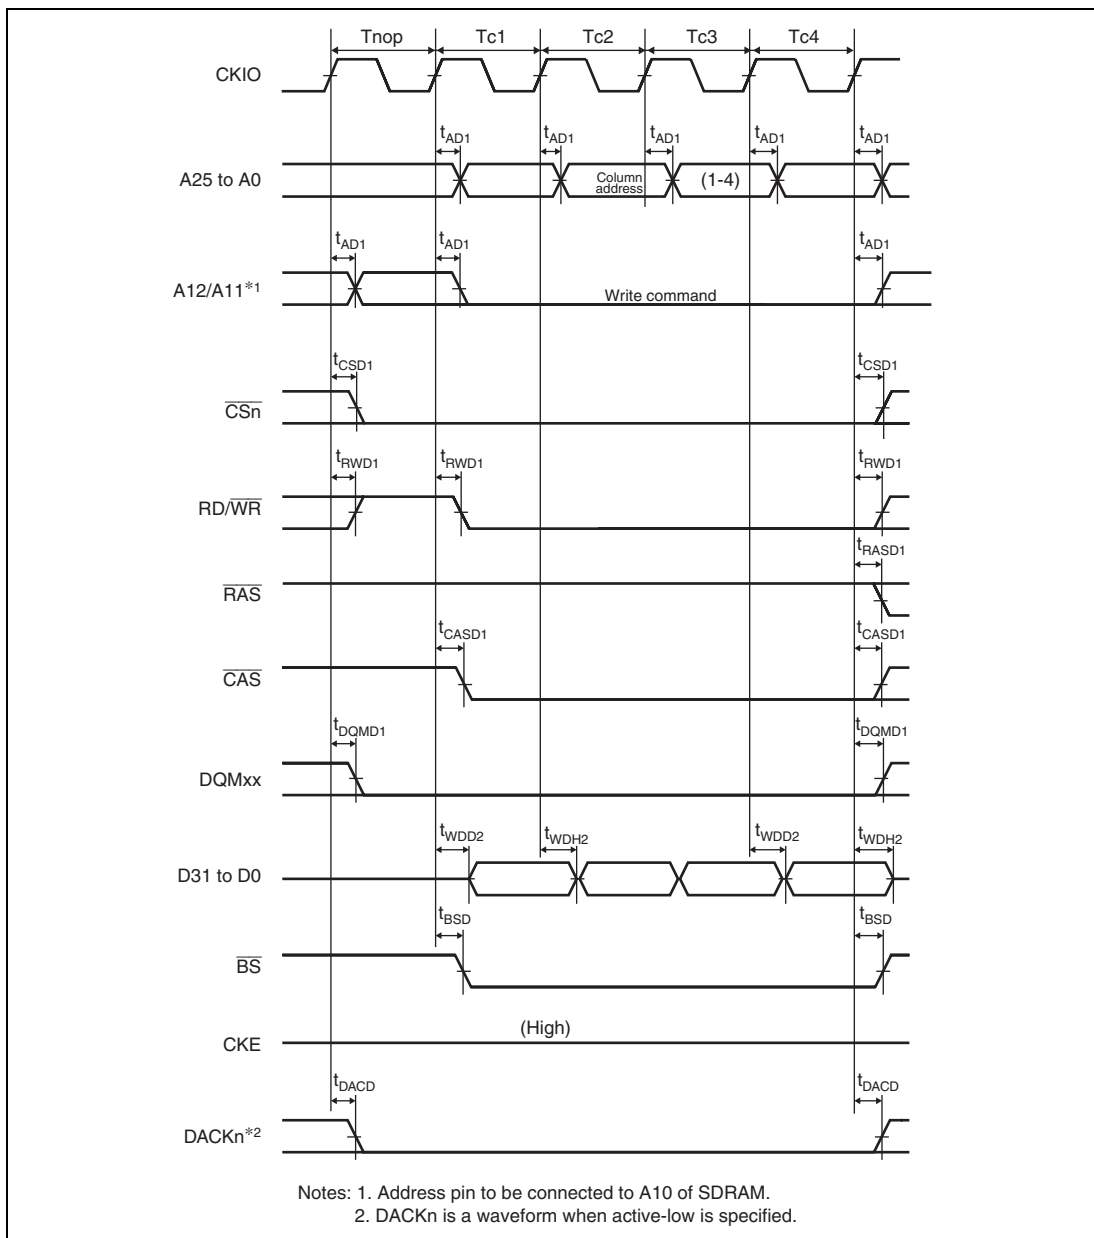 Tnop Tc1 Tc2 Tc3 Tc4
CKIO
tAD1 tAD1 tAD1 tAD1 tAD1
A25 to A0
Column address
(1-4)
tAD1 tAD1 tAD1
A12/A11*1
Write command
tCSD1 tCSD1
CSn
tRWD1 tRWD1 tRWD1
RD/WR
tRASD1
RAS
tCASD1 tCASD1
CAS
tDQMD1 tDQMD1
DQMxx
tWDD2 tWDH2 tWDD2 tWDH2
D31 to D0
tBSD tBSD
BS
(High)
CKE
tDACD tDACD
DACKn*2
Notes: 1. Address pin to be connected to A10 of SDRAM.
2. DACKn is a waveform when active-low is specified.